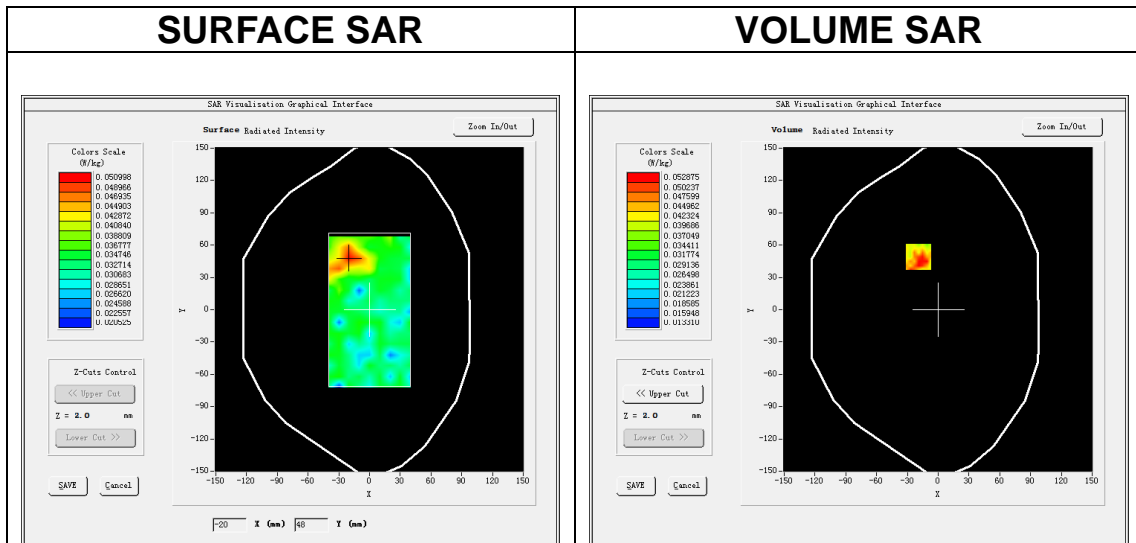 SURFACE SAR
VOLUME SAR
SAR Visualisation Graphical Interface
Surface Radiated Intensity
Zoom In/Out
Colors Scale
(W/kg)
0.050998
0.048966
0.046935
0.044903
0.042872
0.040840
0.038809
0.036777
0.034746
0.032714
0.030683
0.028651
0.026620
0.024588
0.022557
0.020525
150
120
90
60
30
0
-30
-60
-90
-120
-150
Y
-150 -120 -90 -60 -30 0 30 60 90 120 150
X
Z-Cuts Control
<< Upper Cut
Z = 2.0 mm
Lower Cut >>
SAVE Cancel
-20 X (mm) 48 Y (mm)
SAR Visualisation Graphical Interface
Volume Radiated Intensity
Zoom In/Out
Colors Scale
(W/kg)
0.052875
0.050237
0.047599
0.044962
0.042324
0.039686
0.037049
0.034411
0.031774
0.029136
0.026498
0.023861
0.021223
0.018585
0.015948
0.013310
150
120
90
60
30
0
-30
-60
-90
-120
-150
Y
-150 -120 -90 -60 -30 0 30 60 90 120 150
X
Z-Cuts Control
<< Upper Cut
Z = 2.0 mm
Lower Cut >>
SAVE Cancel